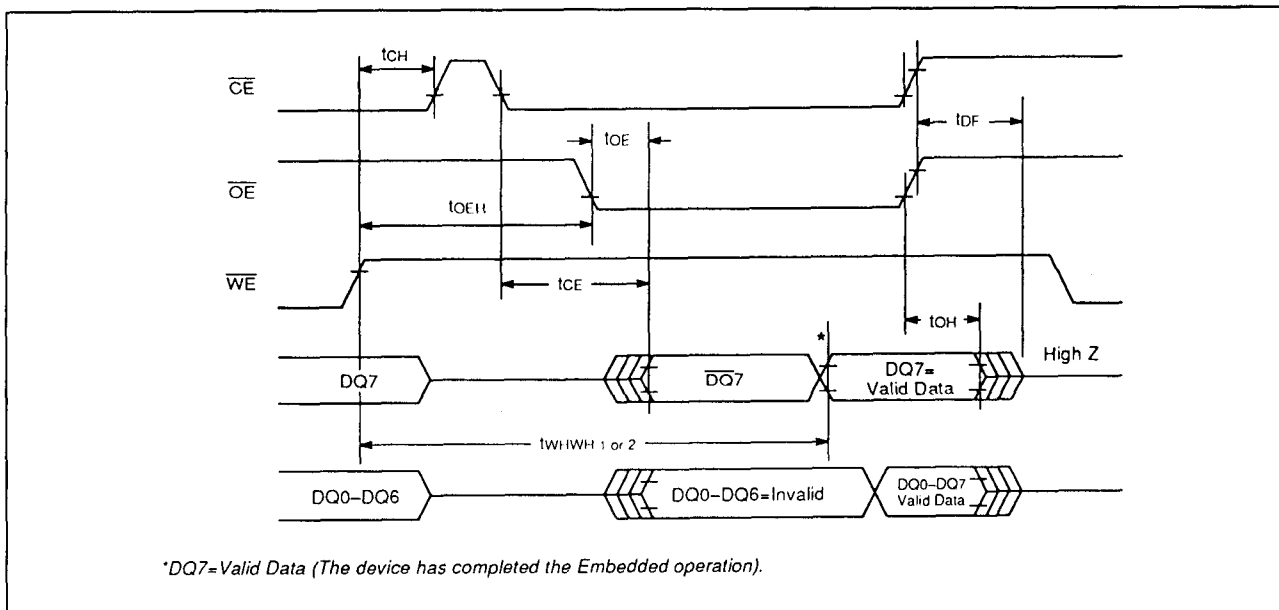 tCH
CE
tDF
tOE
OE
tOEH
WE
tCE
tOH
*
High Z
DQ7
DQ7
DQ7=
Valid Data
tWHWH 1 or 2
DQ0–DQ6
DQ0–DQ6=Invalid
DQ0–DQ7
Valid Data
*DQ7=Valid Data (The device has completed the Embedded operation).